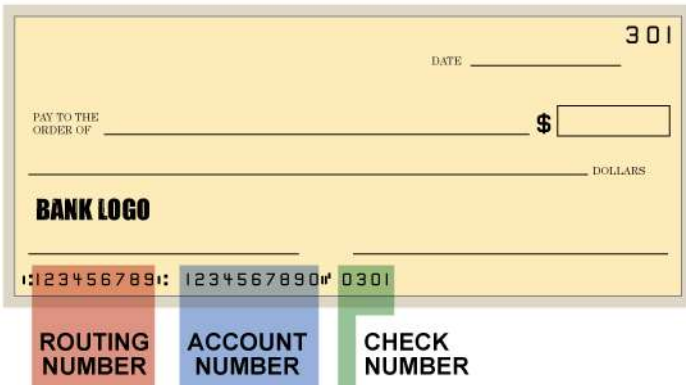 301
DATE
PAY TO THE
ORDER OF
$
DOLLARS
BANK LOGO
⑆123456789⑆ 1234567890⑈ 0301
ROUTING NUMBER
ACCOUNT NUMBER
CHECK NUMBER